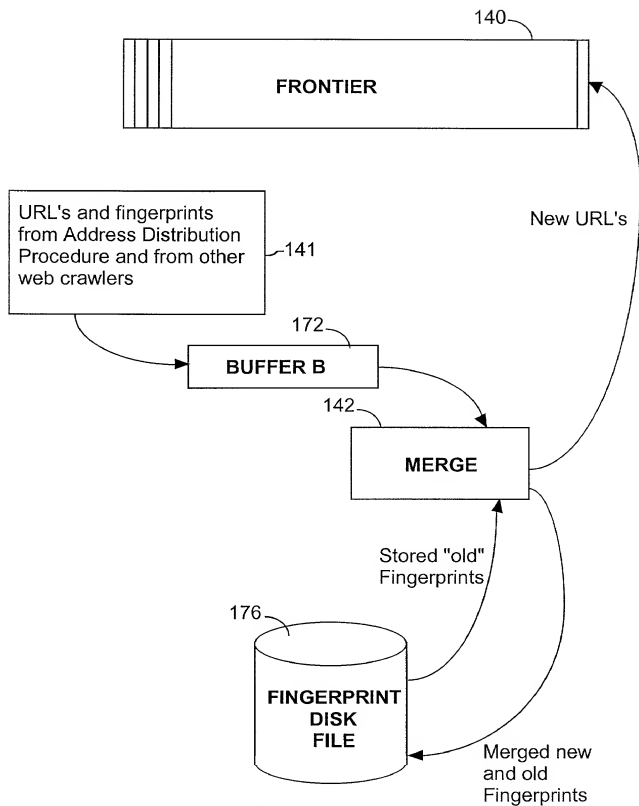 140
FRONTIER
URL's and fingerprints
from Address Distribution
Procedure and from other
web crawlers
141
New URL's
172
BUFFER B
142
MERGE
Stored "old"
Fingerprints
176
FINGERPRINT
DISK
FILE
Merged new
and old
Fingerprints